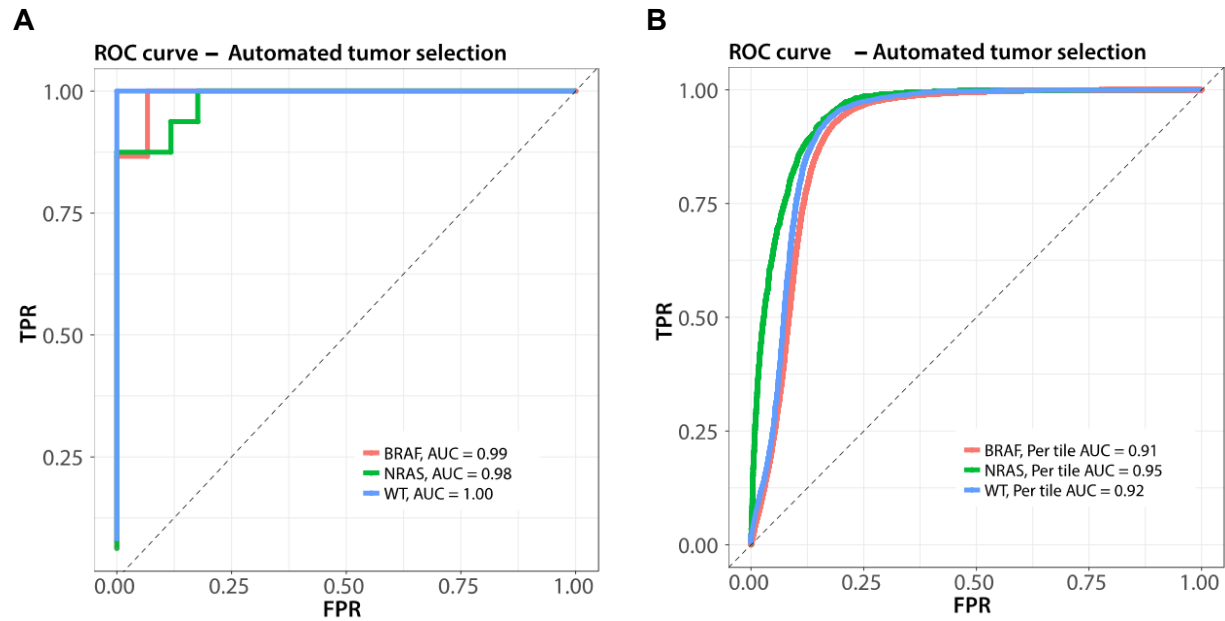 A
ROC curve – Automated tumor selection
1.00
0.75
0.50
0.25
TPR
BRAF, AUC = 0.99
NRAS, AUC = 0.98
WT, AUC = 1.00
0.00 0.25 0.50 0.75 1.00
FPR
B
ROC curve – Automated tumor selection
1.00
0.75
0.50
0.25
0.00
TPR
BRAF, Per tile AUC = 0.91
NRAS, Per tile AUC = 0.95
WT, Per tile AUC = 0.92
0.00 0.25 0.50 0.75 1.00
FPR